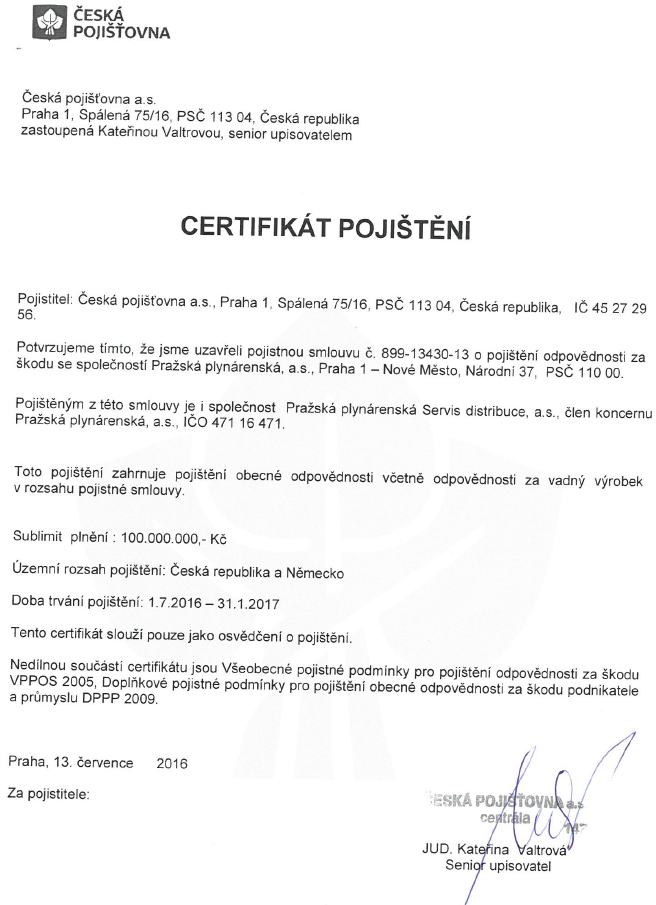 ČESKÁ
POJIŠŤOVNA
Česká pojišťovna a.s.
Praha 1, Spálená 75/16, PSČ 113 04, Česká republika
zastoupená Kateřinou Valtrovou, senior upisovatelem
CERTIFIKÁT POJIŠTĚNÍ
Pojistitel: Česká pojišťovna a.s., Praha 1, Spálená 75/16, PSČ 113 04, Česká republika, IČ 45 27 29
56.
Potvrzujeme tímto, že jsme uzavřeli pojistnou smlouvu č. 899-13430-13 o pojištění odpovědnosti za
škodu se společností Pražská plynárenská, a.s., Praha 1 – Nové Město, Národní 37, PSČ 110 00.
Pojištěným z této smlouvy je i společnost Pražská plynárenská Servis distribuce, a.s., člen koncernu
Pražská plynárenská, a.s., IČO 471 16 471.
Toto pojištění zahrnuje pojištění obecné odpovědnosti včetně odpovědnosti za vadný výrobek
v rozsahu pojistné smlouvy.
Sublimit plnění : 100.000.000,- Kč
Územní rozsah pojištění: Česká republika a Německo
Doba trvání pojištění: 1.7.2016 – 31.1.2017
Tento certifikát slouží pouze jako osvědčení o pojištění.
Nedílnou součástí certifikátu jsou Všeobecné pojistné podmínky pro pojištění odpovědnosti za škodu
VPPOS 2005, Doplňkové pojistné podmínky pro pojištění obecné odpovědnosti za škodu podnikatele
a průmyslu DPPP 2009.
Praha, 13. července 2016
Za pojistitele:
ČESKÁ POJIŠŤOVNA a.s.
centrála
147
JUD. Kateřina Valtrová
Senior upisovatel